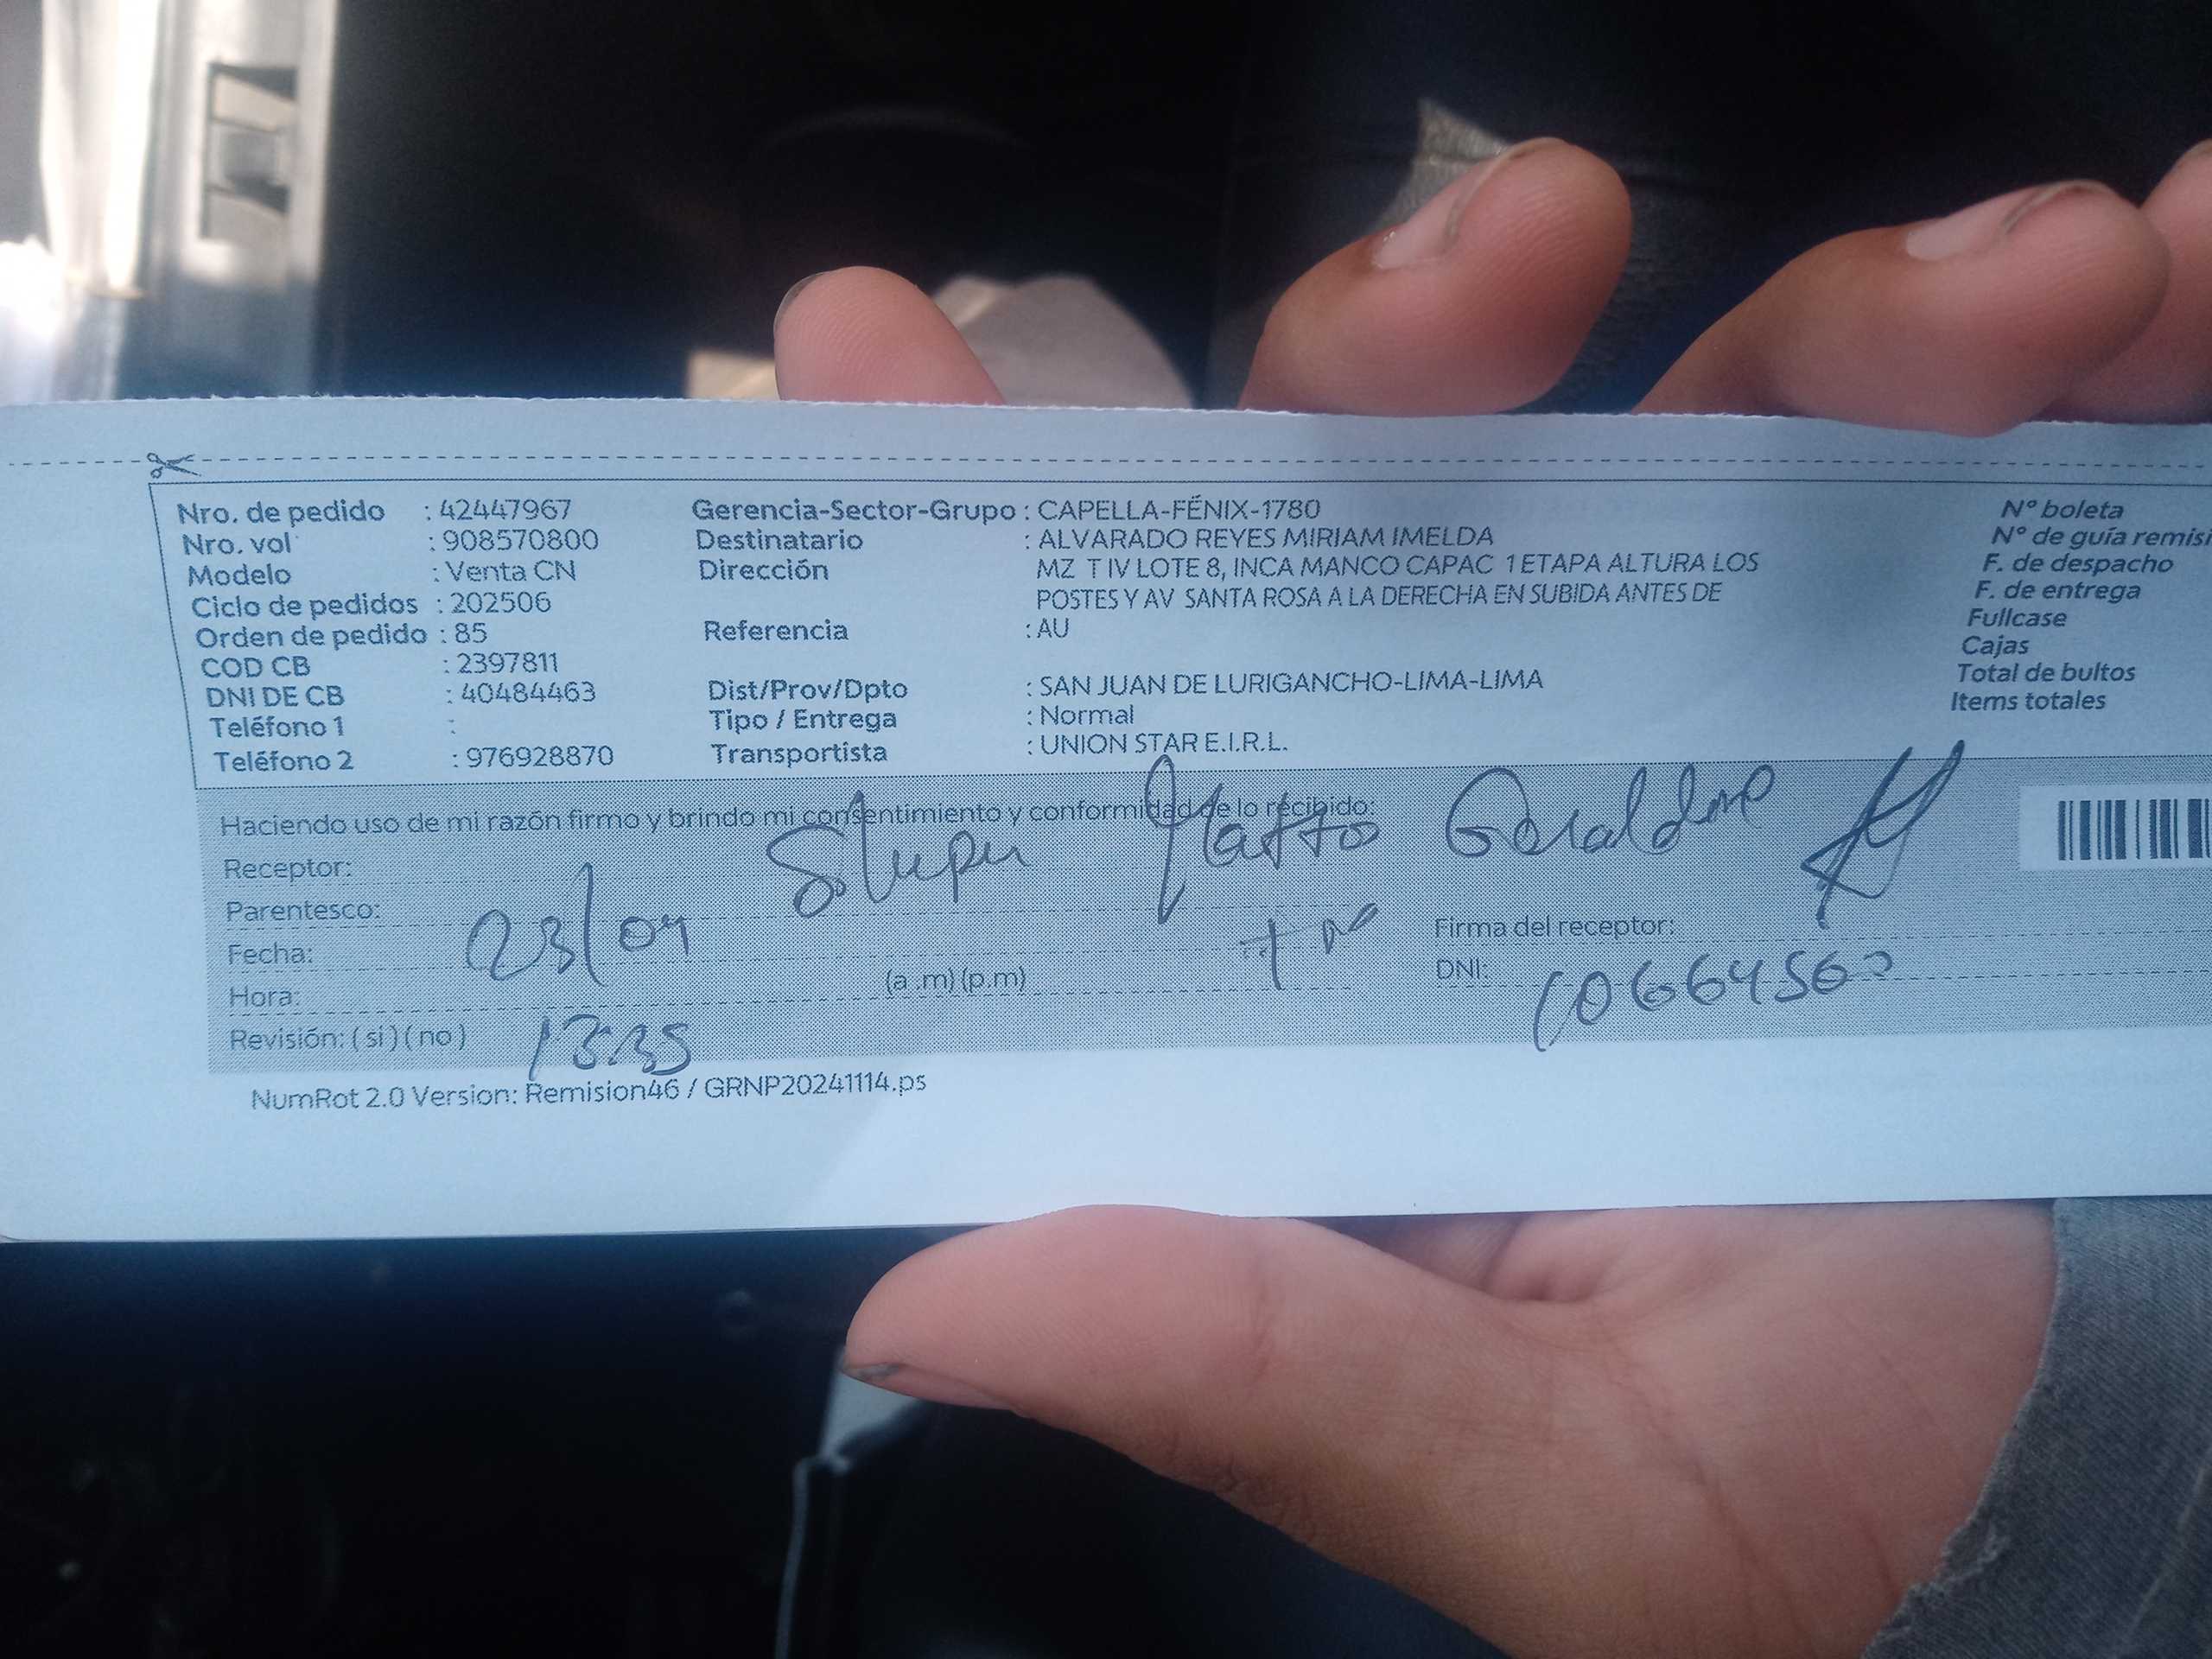 Nro. de pedido : 42447967 Gerencia-Sector-Grupo : CAPELLA-FÉNIX-1780 N° boleta
Nro. vol : 908570800 Destinatario : ALVARADO REYES MIRIAM IMELDA N° de guía remisi
Modelo : Venta CN Dirección MZ T IV LOTE 8, INCA MANCO CAPAC 1 ETAPA ALTURA LOS F. de despacho
Ciclo de pedidos : 202506 POSTES Y AV SANTA ROSA A LA DERECHA EN SUBIDA ANTES DE F. de entrega
Orden de pedido : 85 Referencia : AU Fullcase
COD CB : 2397811 Cajas
DNI DE CB : 40484463 Dist/Prov/Dpto : SAN JUAN DE LURIGANCHO-LIMA-LIMA Total de bultos
Teléfono 1 : Tipo / Entrega : Normal Items totales
Teléfono 2 : 976928870 Transportista : UNION STAR E.I.R.L.
Haciendo uso de mi razón firmo y brindo mi consentimiento y conformidad de lo recibido:
Receptor: Matto
Parentesco:
Firma del receptor:
Fecha: 23/04
DNI:
Hora: (a .m) (p.m)
Revisión: ( si ) ( no ) 13:35
NumRot 2.0 Version: Remision46 / GRNP20241114.ps